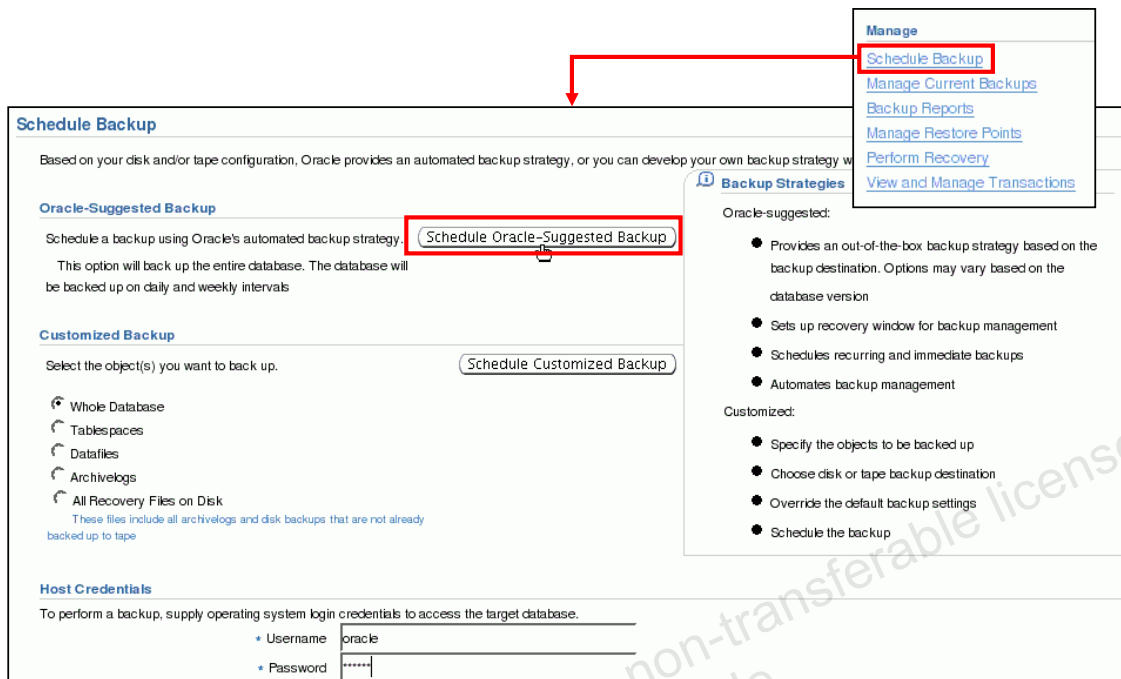 Manage
Schedule Backup
Manage Current Backups
Backup Reports
Manage Restore Points
Perform Recovery
View and Manage Transactions
Schedule Backup
Based on your disk and/or tape configuration, Oracle provides an automated backup strategy, or you can develop your own backup strategy w
Oracle-Suggested Backup
Schedule a backup using Oracle's automated backup strategy. Schedule Oracle-Suggested Backup
This option will back up the entire database. The database will
be backed up on daily and weekly intervals
Customized Backup
Select the object(s) you want to back up. Schedule Customized Backup
Whole Database
Tablespaces
Datafiles
Archivelogs
All Recovery Files on Disk
These files include all archivelogs and disk backups that are not already
backed up to tape
Backup Strategies
Oracle-suggested:
Provides an out-of-the-box backup strategy based on the
backup destination. Options may vary based on the
database version
Sets up recovery window for backup management
Schedules recurring and immediate backups
Automates backup management
Customized:
Specify the objects to be backed up
Choose disk or tape backup destination
Override the default backup settings
Schedule the backup
Host Credentials
To perform a backup, supply operating system login credentials to access the target database.
* Username oracle
* Password ******
non-transferable license